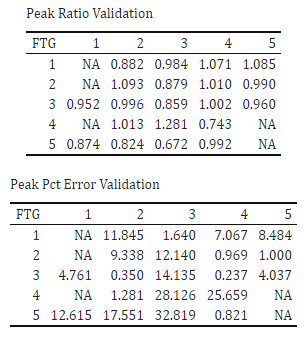 Peak Ratio Validation
FTG 1 2 3 4 5
1 NA 0.882 0.984 1.071 1.085
2 NA 1.093 0.879 1.010 0.990
3 0.952 0.996 0.859 1.002 0.960
4 NA 1.013 1.281 0.743 NA
5 0.874 0.824 0.672 0.992 NA
Peak Pct Error Validation
FTG 1 2 3 4 5
1 NA 11.845 1.640 7.067 8.484
2 NA 9.338 12.140 0.969 1.000
3 4.761 0.350 14.135 0.237 4.037
4 NA 1.281 28.126 25.659 NA
5 12.615 17.551 32.819 0.821 NA